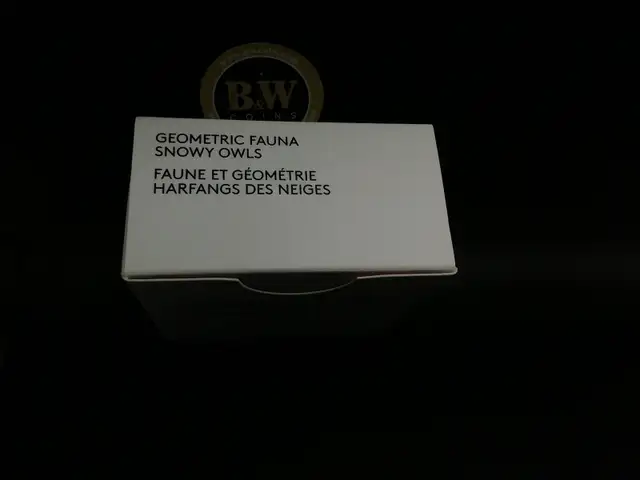 B&W
COINS
GEOMETRIC FAUNA
SNOWY OWLS
FAUNE ET GÉOMÉTRIE
HARFANGS DES NEIGES